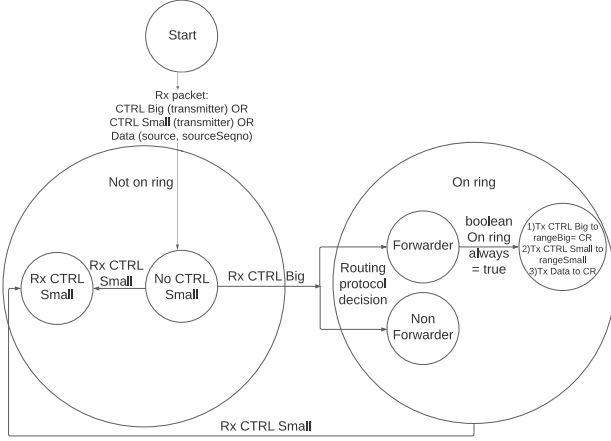 Start
Rx packet:
CTRL Big (transmitter) OR
CTRL Small (transmitter) OR
Data (source, sourceSeqno)
Not on ring
On ring
Rx CTRL
Small
Rx CTRL
Small
No CTRL
Small
Rx CTRL Big
Routing
protocol
decision
Forwarder
Non
Forwarder
boolean
On ring
always
= true
1)Tx CTRL Big to
rangeBig= CR
2)Tx CTRL Small to
rangeSmall
3)Tx Data to CR
Rx CTRL Small